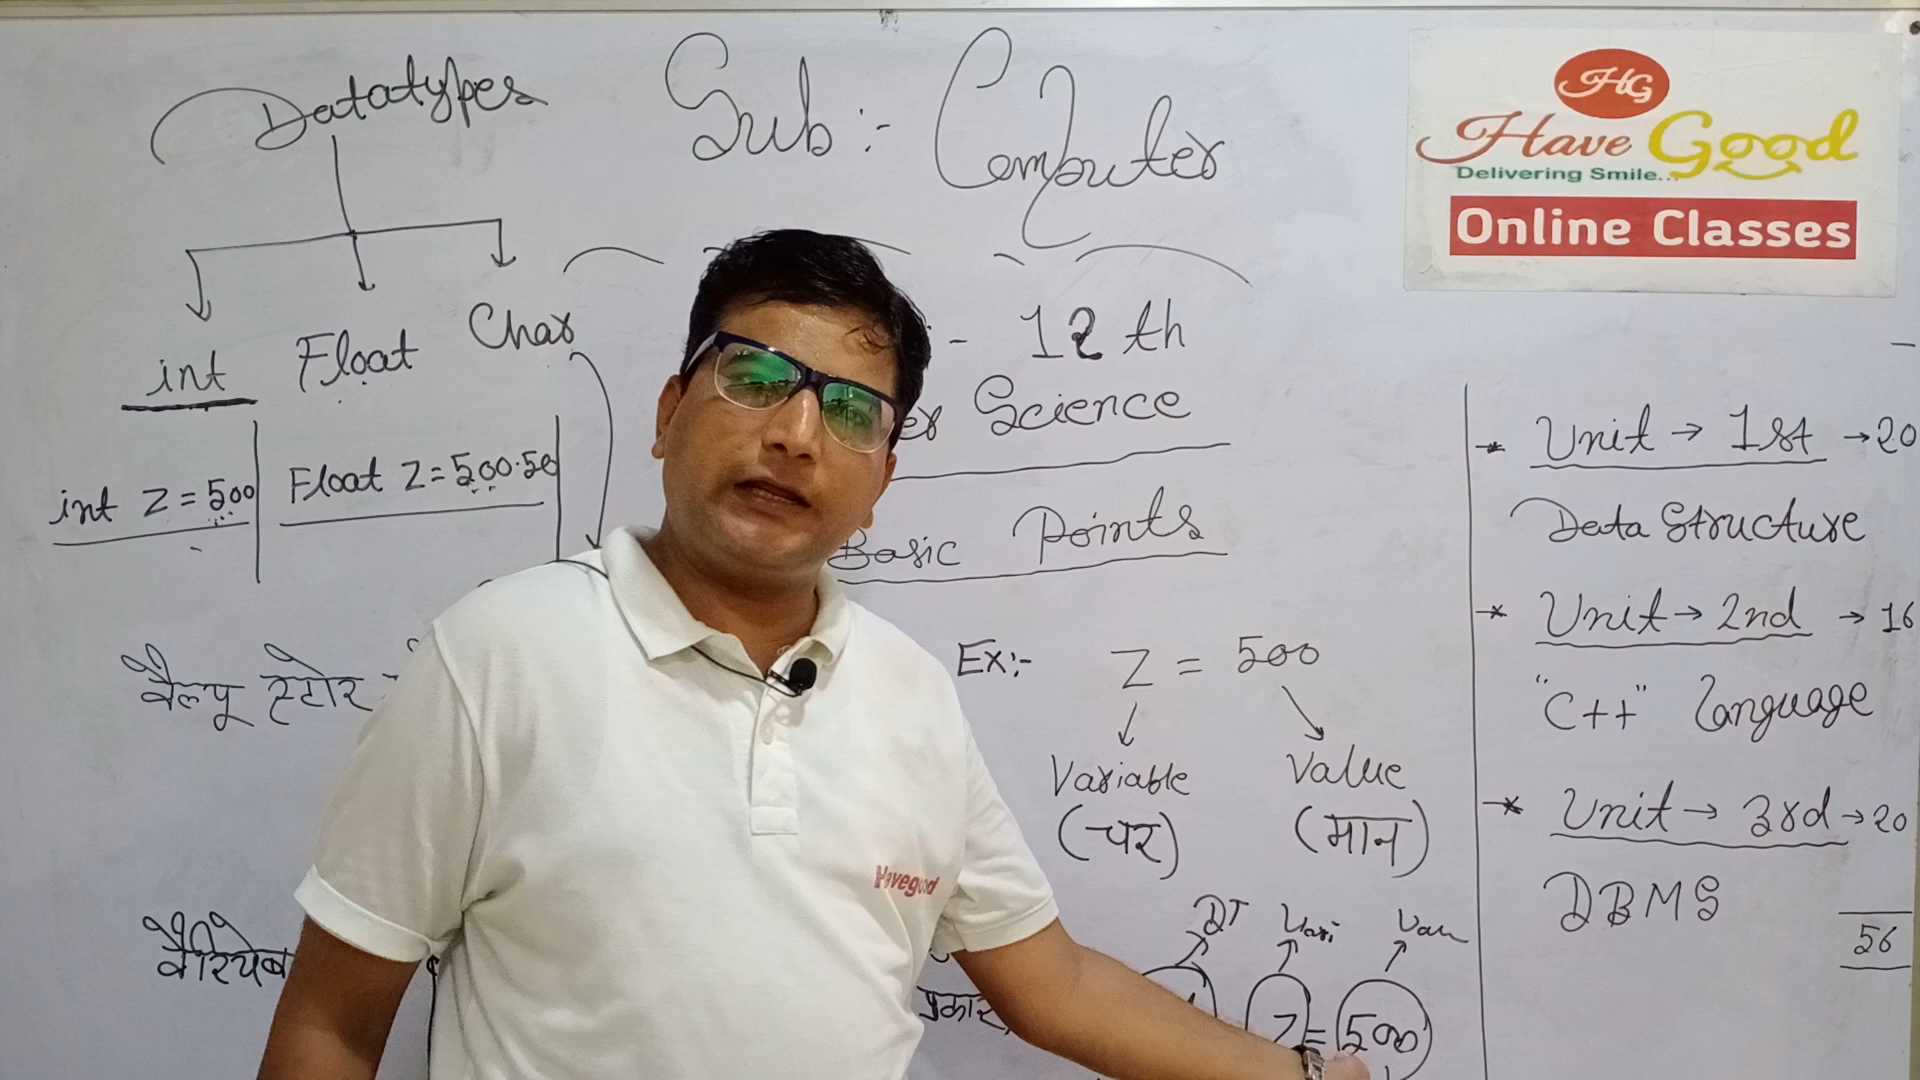 Datatypes
Sub:- Computer
HG
Have Good
Delivering Smile...
Online Classes
int Float Char
- 12th
er Science
int Z = 500
Float Z = 500.50
Basic Points
वैल्यू स्टोर
Ex:- Z = 500
Variable Value
(चर) (मान)
Havegood
DT Vari
प्रकार
Z = 500
* Unit → 1st → 20
Data Structure
* Unit → 2nd → 16
"C++" Language
* Unit → 3rd → 20
DBMS
56